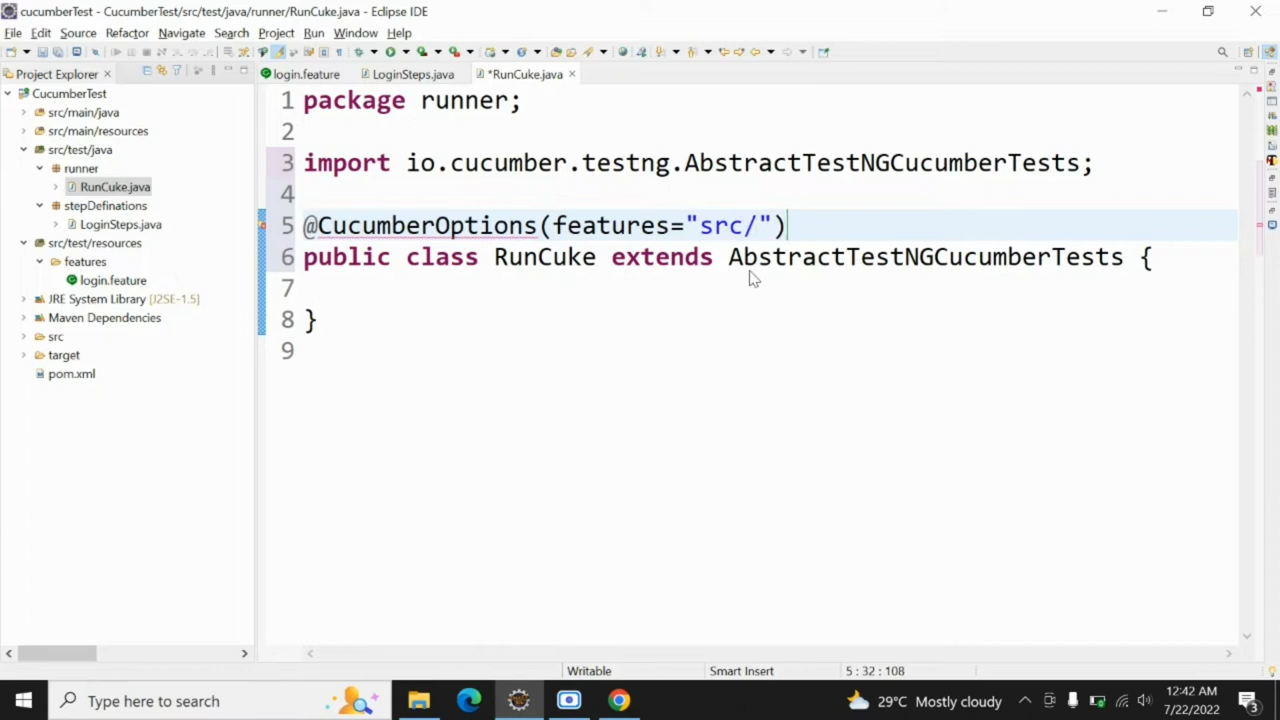 cucumberTest - CucumberTest/src/test/java/runner/RunCuke.java - Eclipse IDE
File Edit Source Refactor Navigate Search Project Run Window Help
Project Explorer
login.feature LoginSteps.java *RunCuke.java
CucumberTest
src/main/java
src/main/resources
src/test/java
runner
RunCuke.java
stepDefinations
LoginSteps.java
src/test/resources
features
login.feature
JRE System Library [J2SE-1.5]
Maven Dependencies
src
target
pom.xml
1 package runner;
2
3 import io.cucumber.testng.AbstractTestNGCucumberTests;
4
5 @CucumberOptions(features="src/")
6 public class RunCuke extends AbstractTestNGCucumberTests {
7
8 }
9
Writable Smart Insert 5 : 32 : 108
Type here to search
29°C Mostly cloudy
12:42 AM
7/22/2022
3